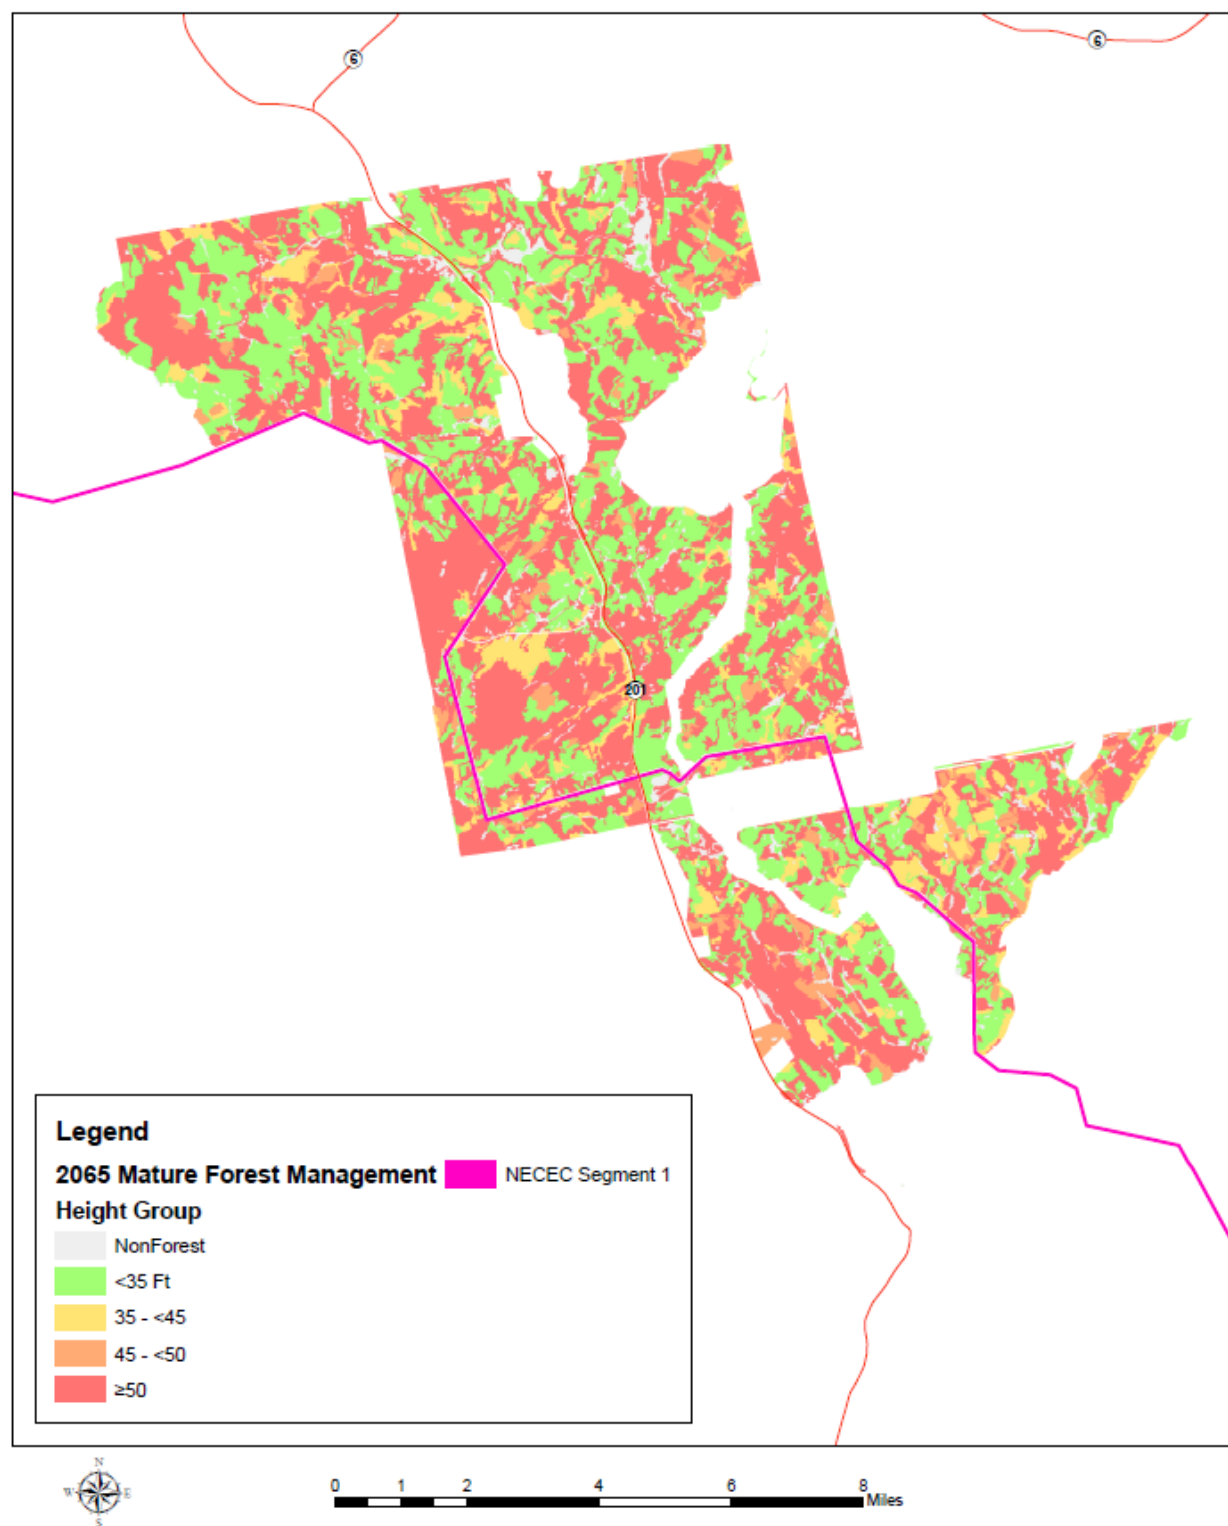 6
6
201
Legend
2065 Mature Forest Management
NECEC Segment 1
Height Group
NonForest
<35 Ft
35 - <45
45 - <50
≥50
N
W E
S
0 1 2 4 6 8
Miles